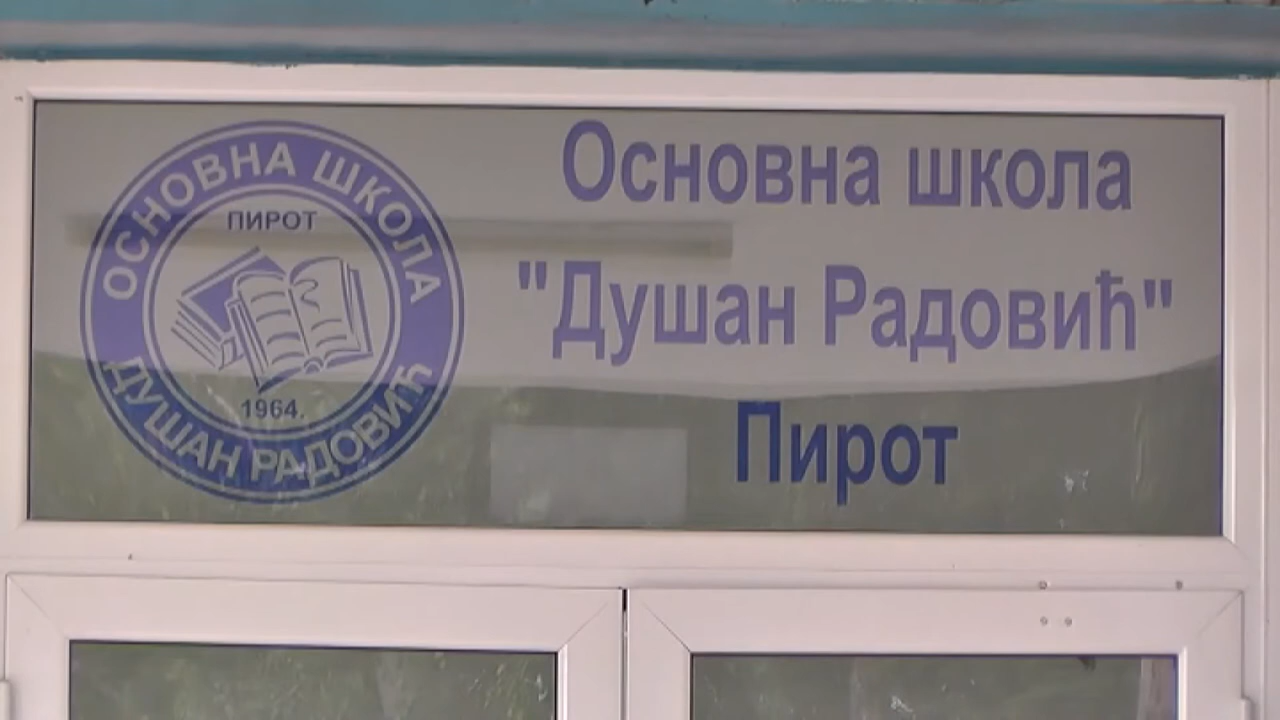 ОСНОВНА ШКОЛА
ПИРОТ
1964.
ДУШАН РАДОВИЋ
Основна школа
"Душан Радовић"
Пирот